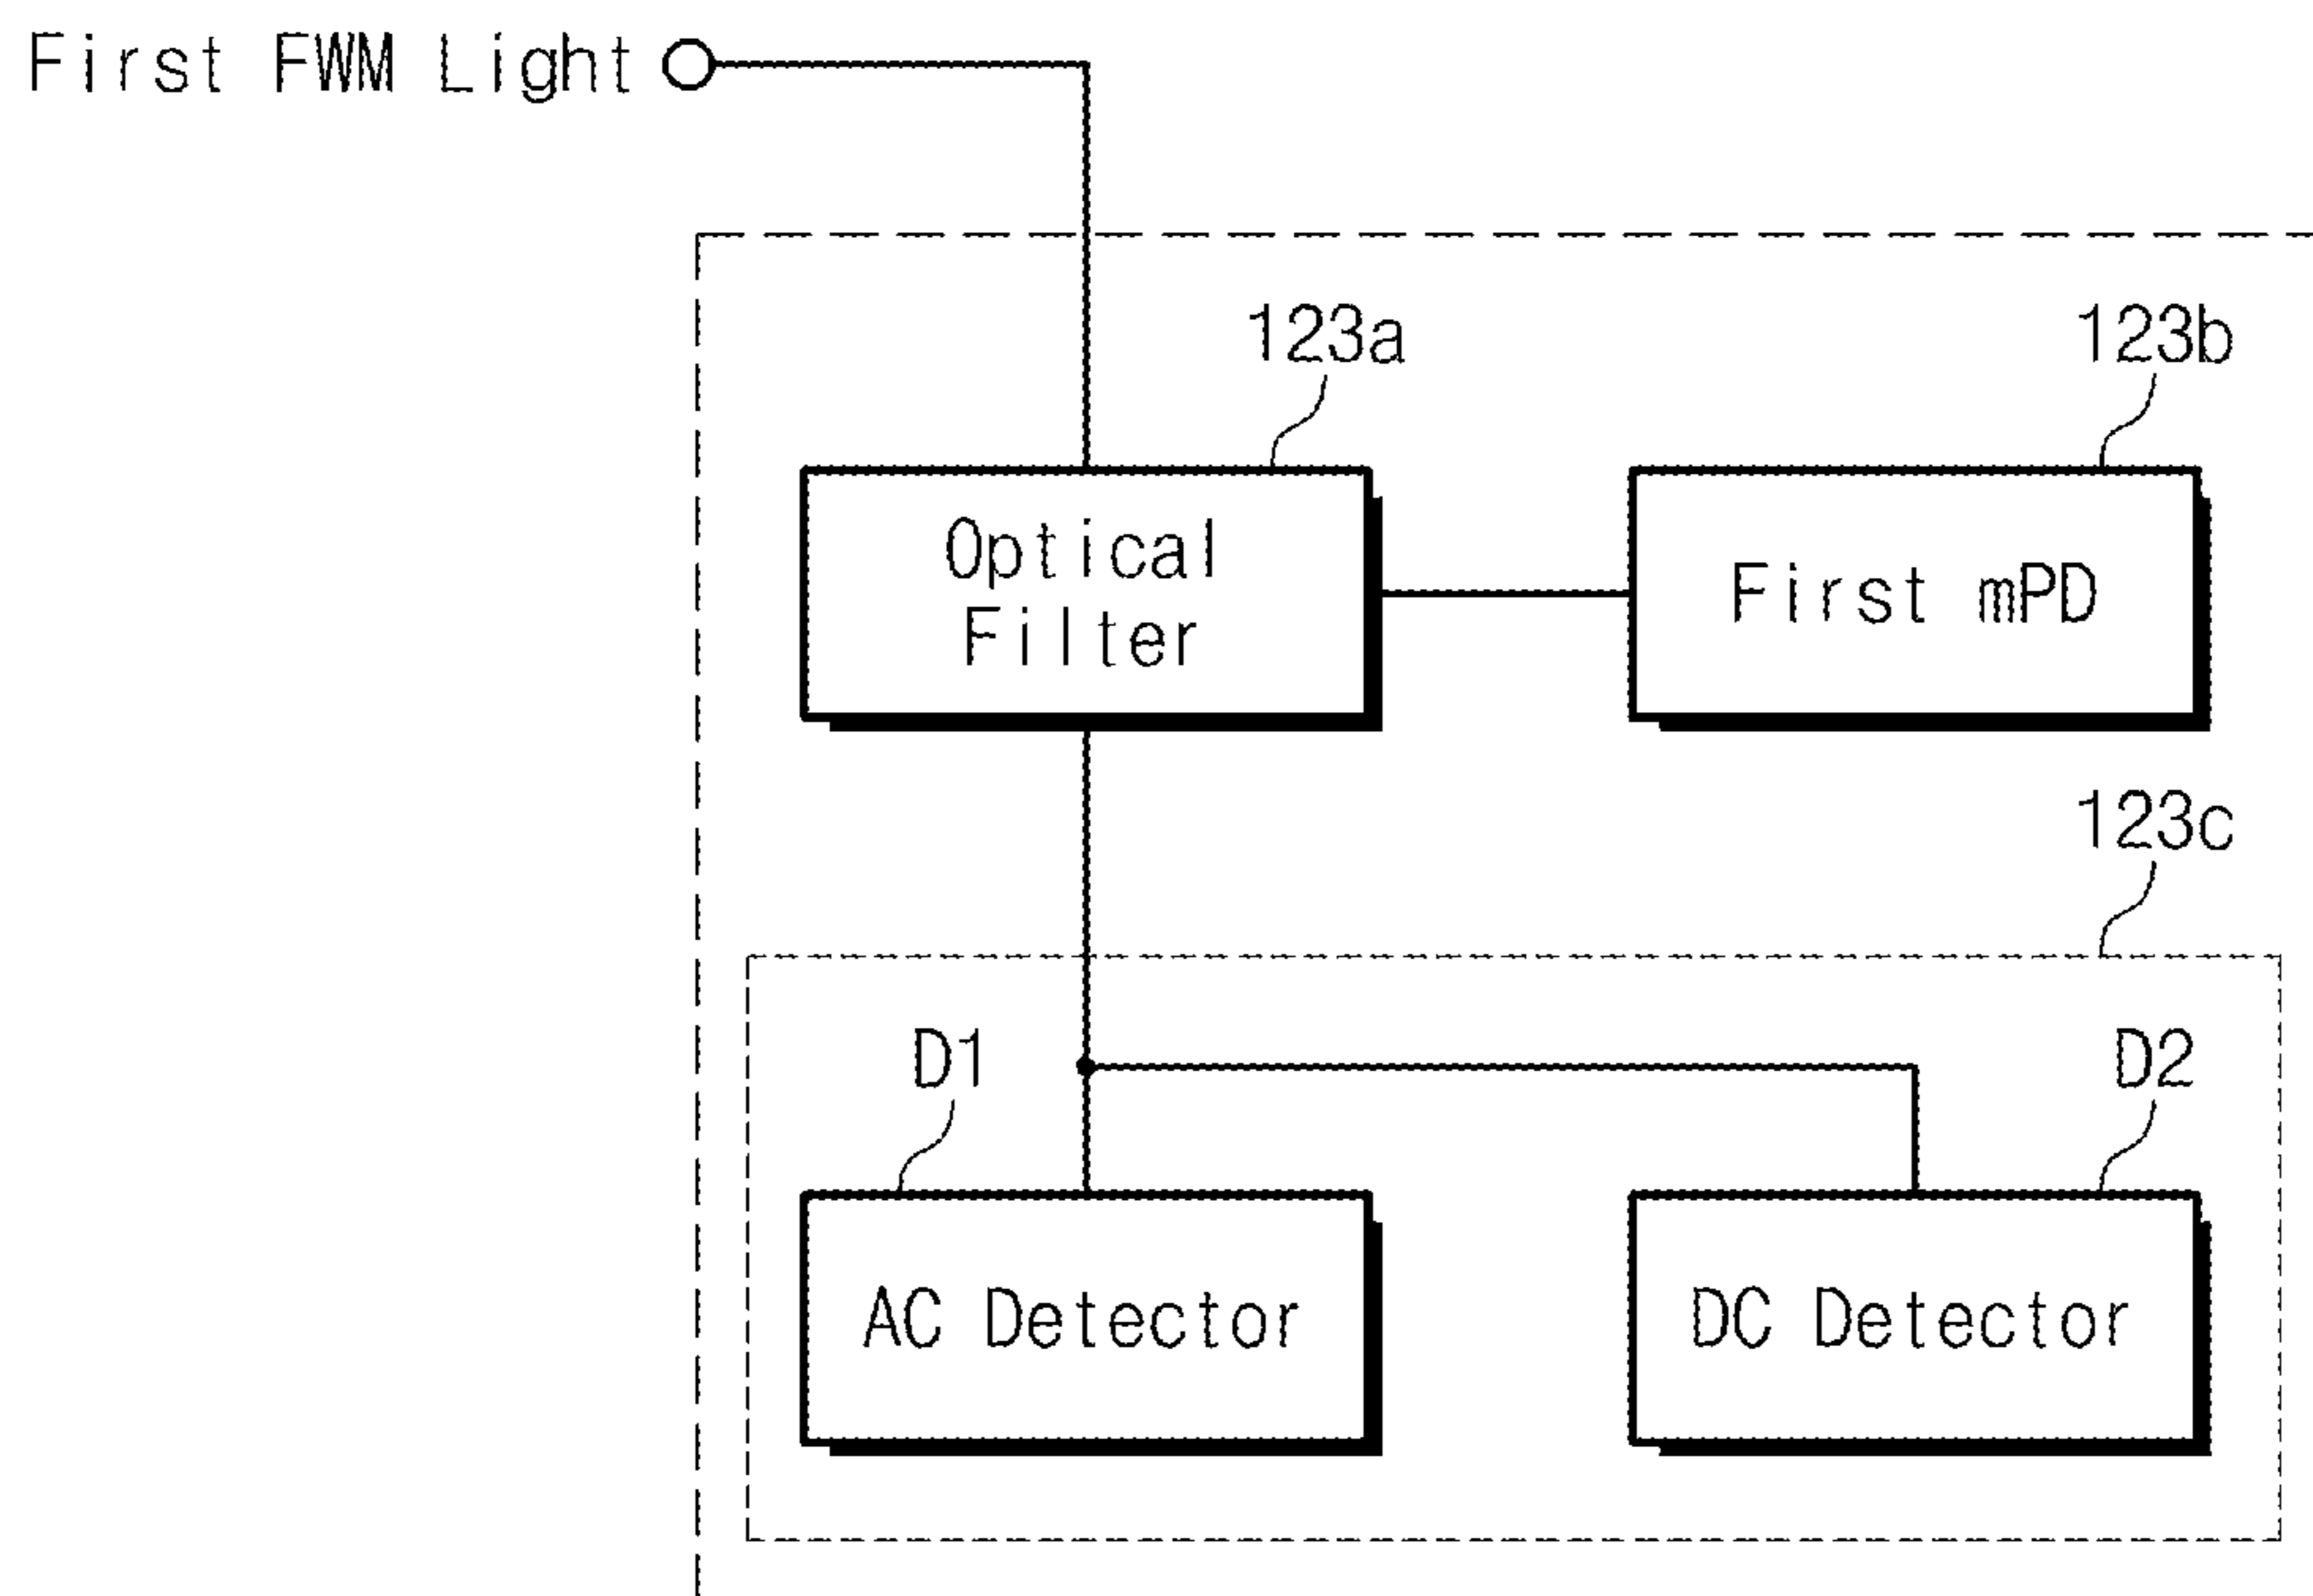 First FWM Light
123a
123b
Optical
Filter
First mPD
123c
D1
D2
AC Detector
DC Detector